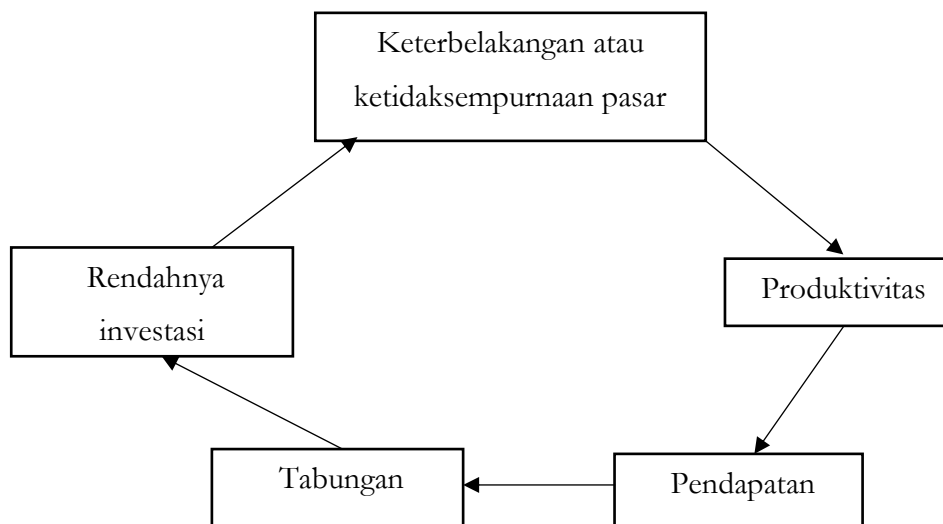 Keterbelakangan atau
ketidaksempurnaan pasar
Rendahnya
investasi
Produktivitas
Tabungan
Pendapatan